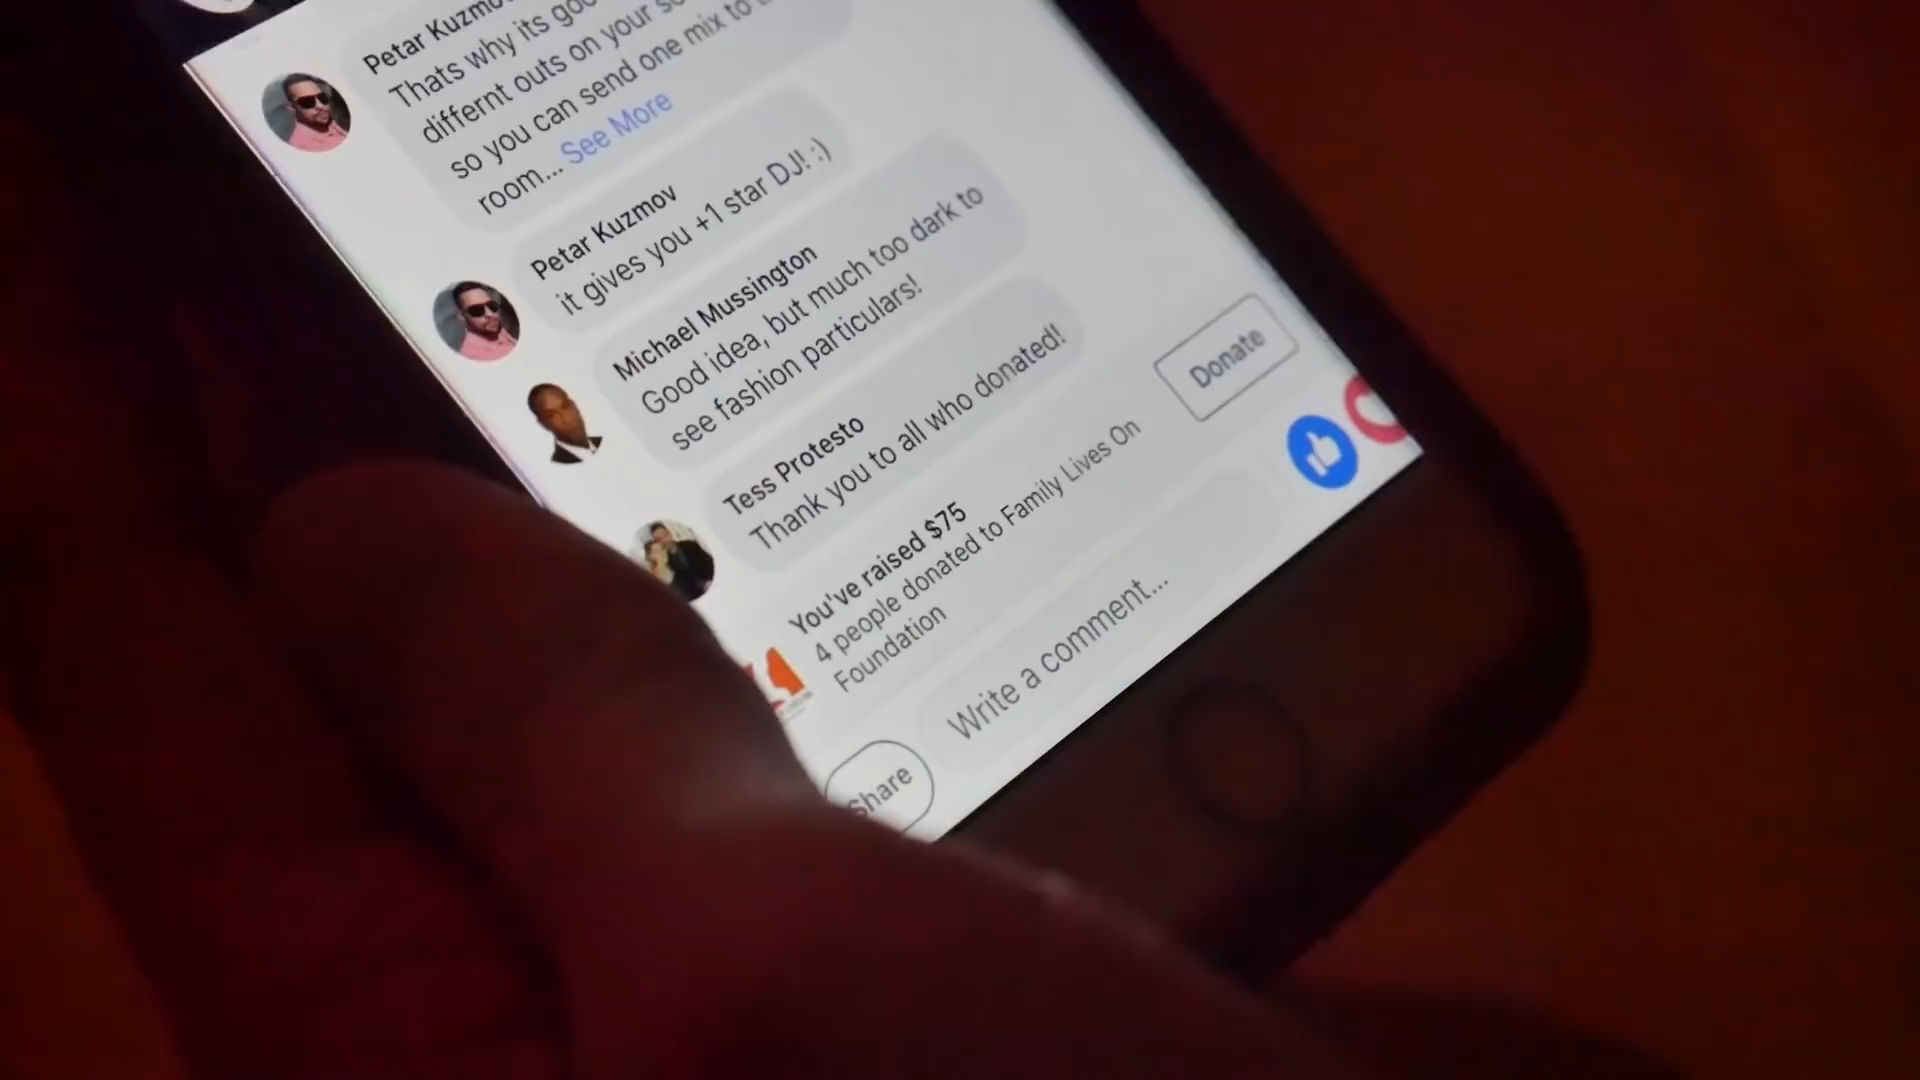 Petar Kuzmov
Thats why its
differnt outs on your
so you can send one mix to
room... See More
Petar Kuzmov
it gives you +1 star DJ! :)
Michael Mussington
Good idea, but much too dark to
see fashion particulars!
Tess Protesto
Thank you to all who donated!
You've raised $75
4 people donated to Family Lives On
Foundation
Donate
Share
Write a comment...